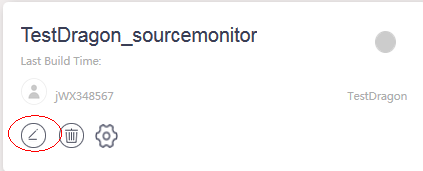 TestDragon_sourcemonitor
Last Build Time:
jWX348567 TestDragon